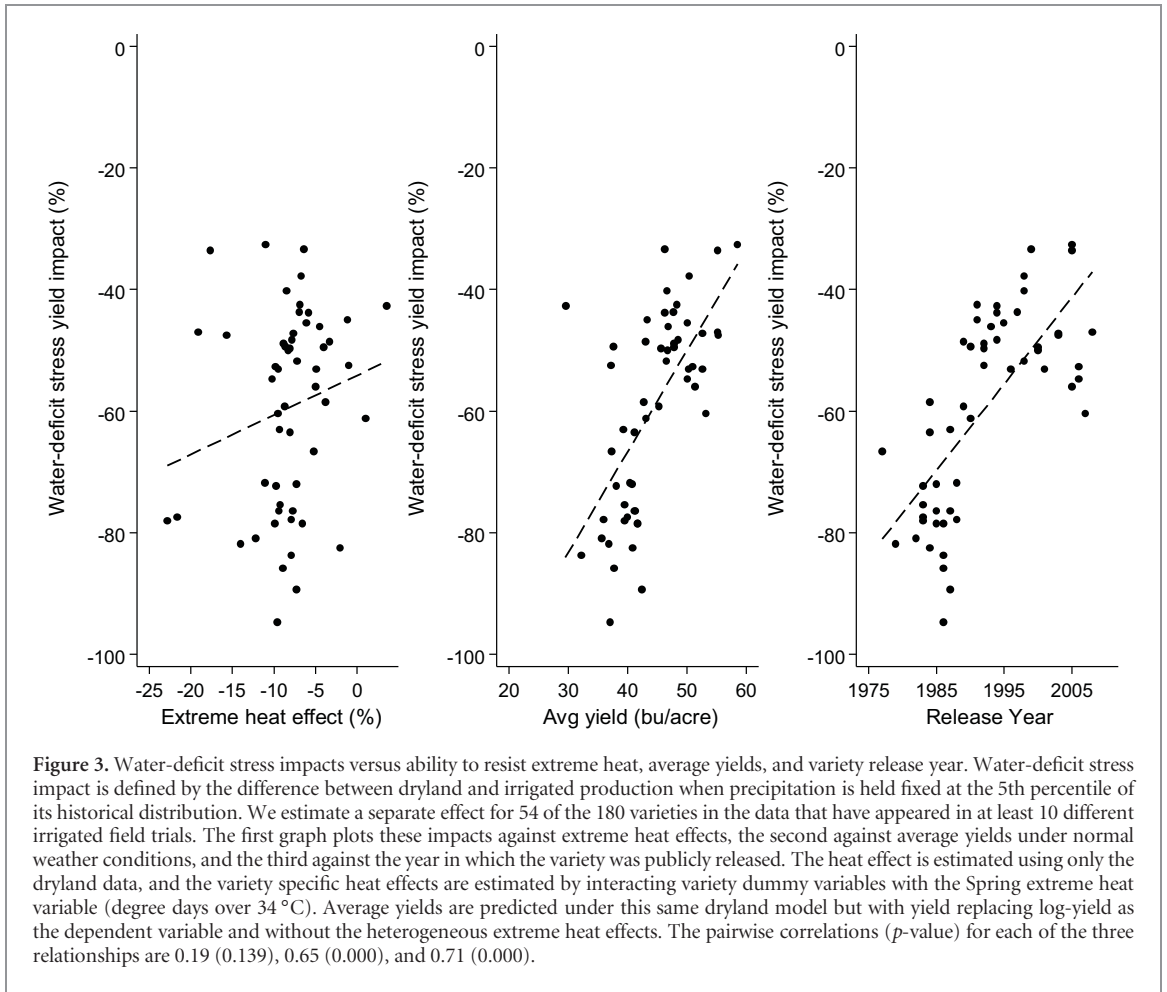 0
-20
-40
-60
-80
-100
Water-deficit stress yield impact (%)
-25 -20 -15 -10 -5 0
Extreme heat effect (%)
0
-20
-40
-60
-80
-100
Water-deficit stress yield impact (%)
20 30 40 50 60
Avg yield (bu/acre)
0
-20
-40
-60
-80
-100
Water-deficit stress yield impact (%)
1975 1985 1995 2005
Release Year
Figure 3. Water-deficit stress impacts versus ability to resist extreme heat, average yields, and variety release year. Water-deficit stress
impact is defined by the difference between dryland and irrigated production when precipitation is held fixed at the 5th percentile of
its historical distribution. We estimate a separate effect for 54 of the 180 varieties in the data that have appeared in at least 10 different
irrigated field trials. The first graph plots these impacts against extreme heat effects, the second against average yields under normal
weather conditions, and the third against the year in which the variety was publicly released. The heat effect is estimated using only the
dryland data, and the variety specific heat effects are estimated by interacting variety dummy variables with the Spring extreme heat
variable (degree days over 34 °C). Average yields are predicted under this same dryland model but with yield replacing log-yield as
the dependent variable and without the heterogeneous extreme heat effects. The pairwise correlations (p-value) for each of the three
relationships are 0.19 (0.139), 0.65 (0.000), and 0.71 (0.000).